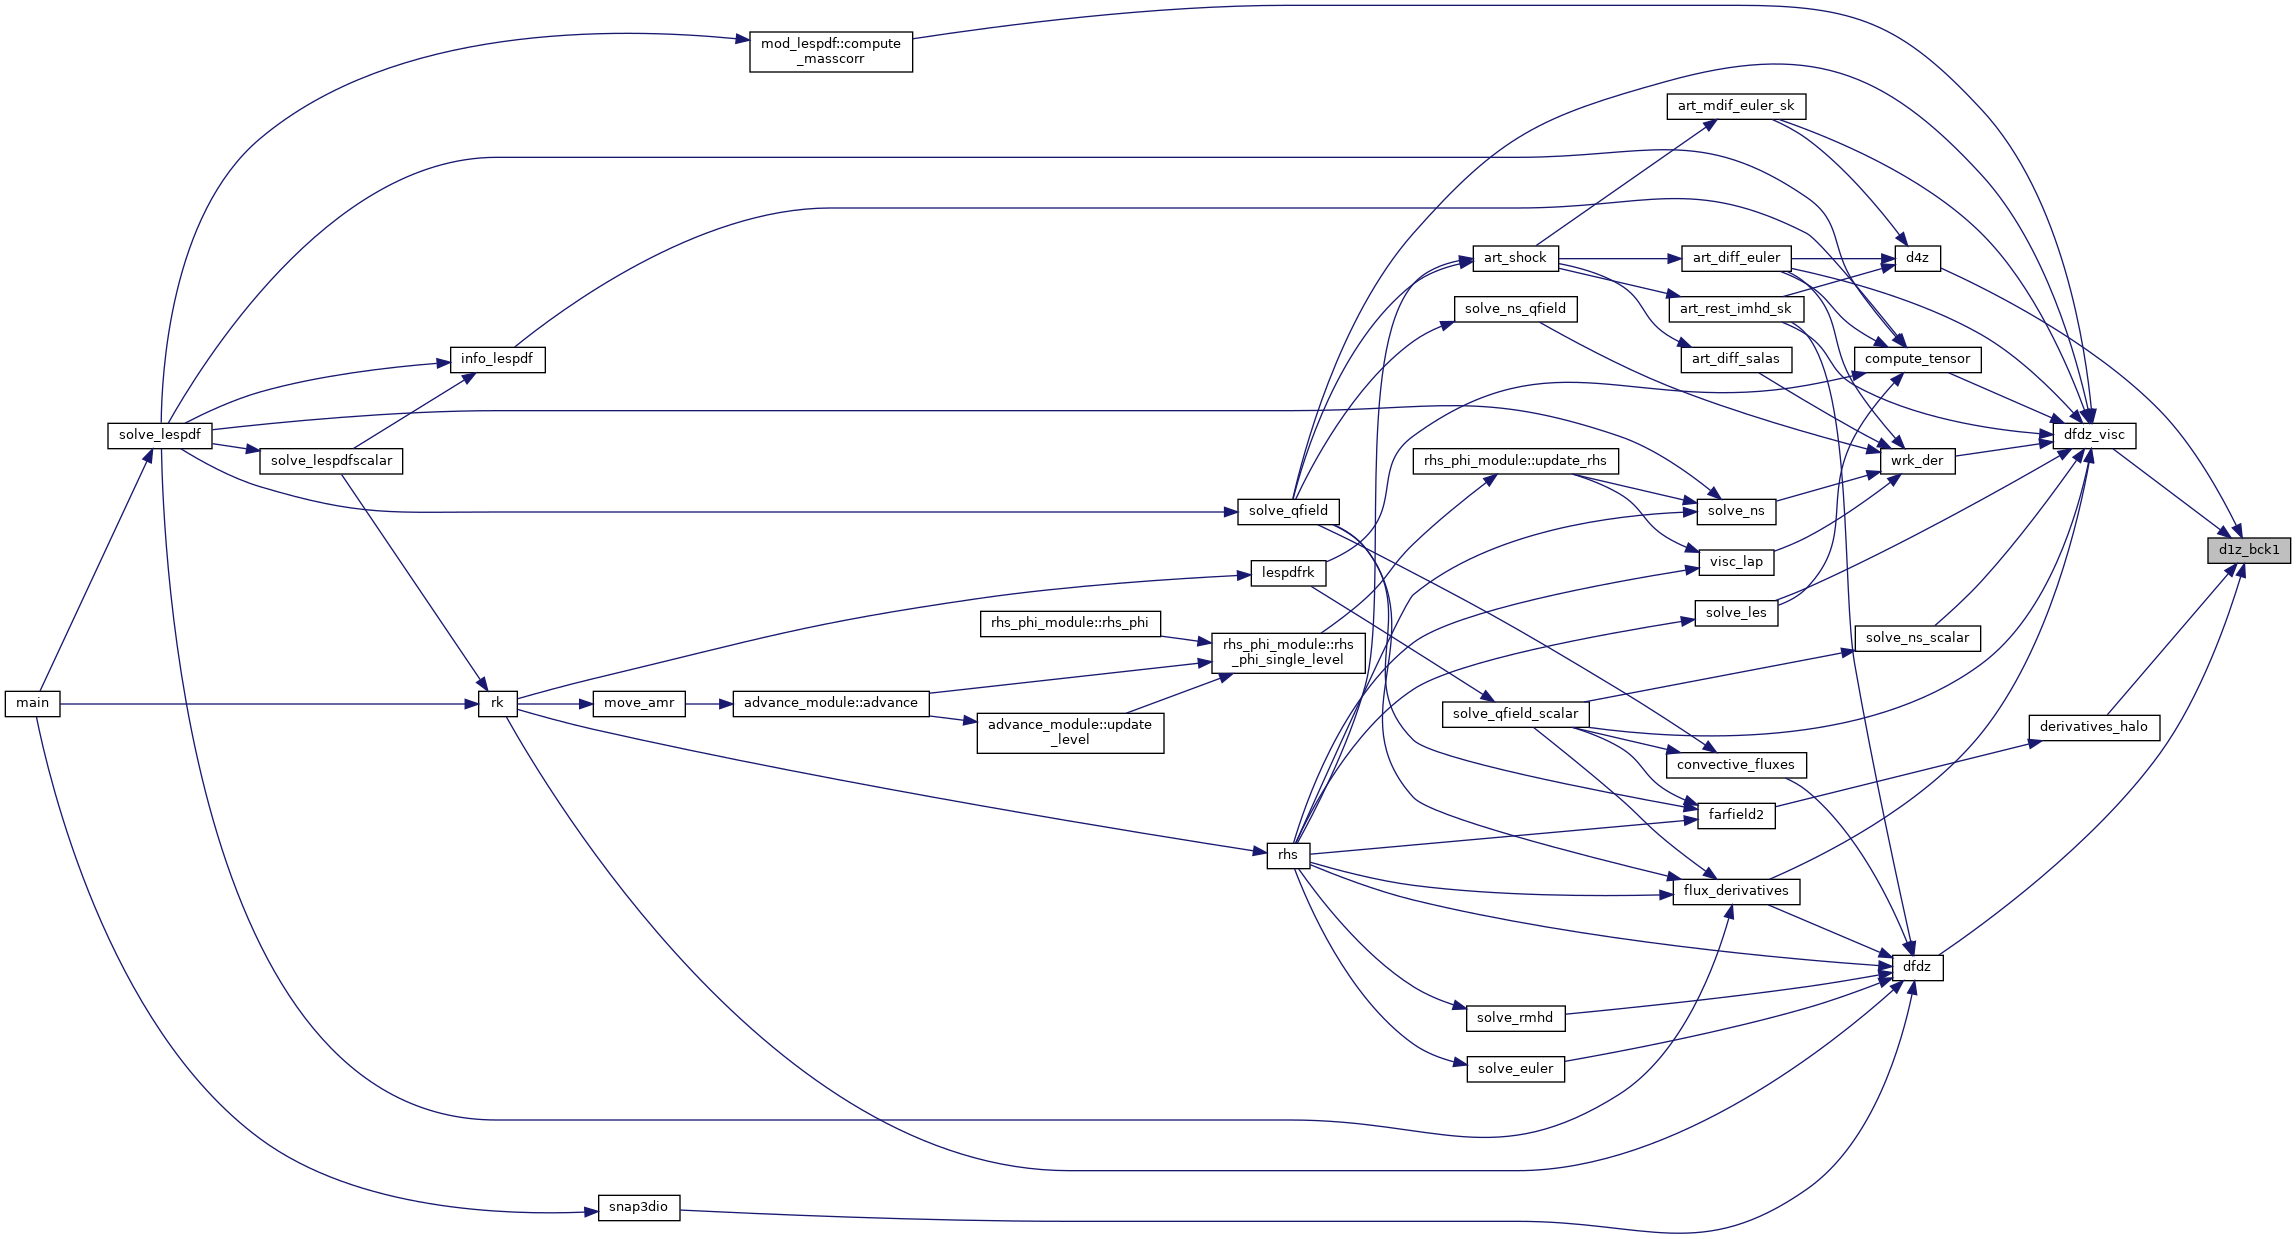 mod_lespdf::compute
_masscorr
art_mdif_euler_sk
art_shock
art_diff_euler
d4z
solve_ns_qfield
art_rest_imhd_sk
info_lespdf
art_diff_salas
compute_tensor
solve_lespdf
dfdz_visc
solve_lespdfscalar
rhs_phi_module::update_rhs
wrk_der
solve_qfield
solve_ns
d1z_bck1
lespdfrk
visc_lap
rhs_phi_module::rhs_phi
solve_les
rhs_phi_module::rhs
_phi_single_level
solve_ns_scalar
main
rk
move_amr
advance_module::advance
advance_module::update
_level
solve_qfield_scalar
derivatives_halo
convective_fluxes
farfield2
rhs
flux_derivatives
dfdz
solve_rmhd
solve_euler
snap3dio